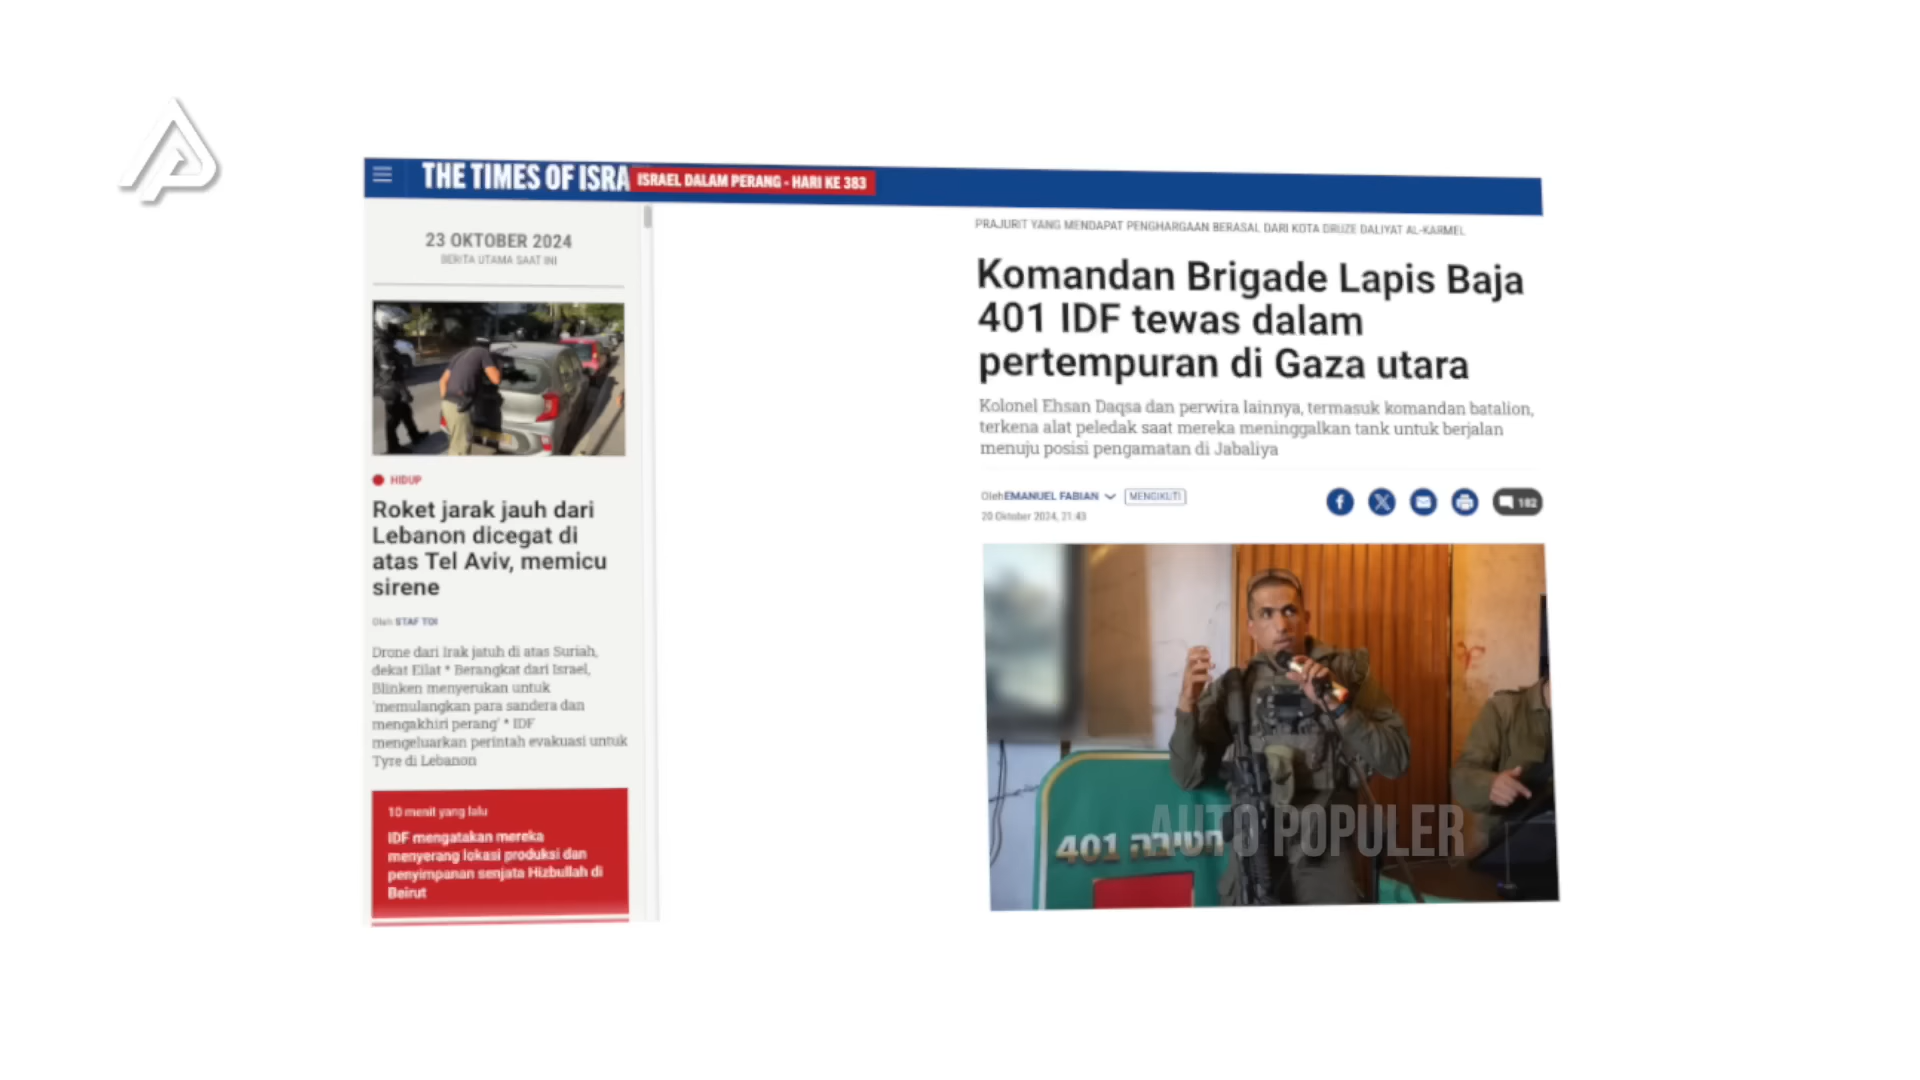 THE TIMES OF ISRA
ISRAEL DALAM PERANG - HARI KE 383
23 OKTOBER 2024
BERITA UTAMA SAAT INI
HIDUP
Roket jarak jauh dari
Lebanon dicegat di
atas Tel Aviv, memicu
sirene
Oleh STAF TOI
Drone dari Irak jatuh di atas Suriah,
dekat Eilat * Berangkat dari Israel,
Blinken menyerukan untuk
'memulangkan para sandera dan
mengakhiri perang' * IDF
mengeluarkan perintah evakuasi untuk
Tyre di Lebanon
10 menit yang lalu
IDF mengatakan mereka
menyerang lokasi produksi dan
penyimpanan senjata Hizbullah di
Beirut
PRAJURIT YANG MENDAPAT PENGHARGAAN BERASAL DARI KOTA DRUZE DALIYAT AL-KARMEL
Komandan Brigade Lapis Baja
401 IDF tewas dalam
pertempuran di Gaza utara
Kolonel Ehsan Daqsa dan perwira lainnya, termasuk komandan batalion,
terkena alat peledak saat mereka meninggalkan tank untuk berjalan
menuju posisi pengamatan di Jabaliya
OlehEMANUEL FABIAN MENGIKUTI
20 Oktober 2024, 21:43
182
חטיבה 401
AUTO POPULER